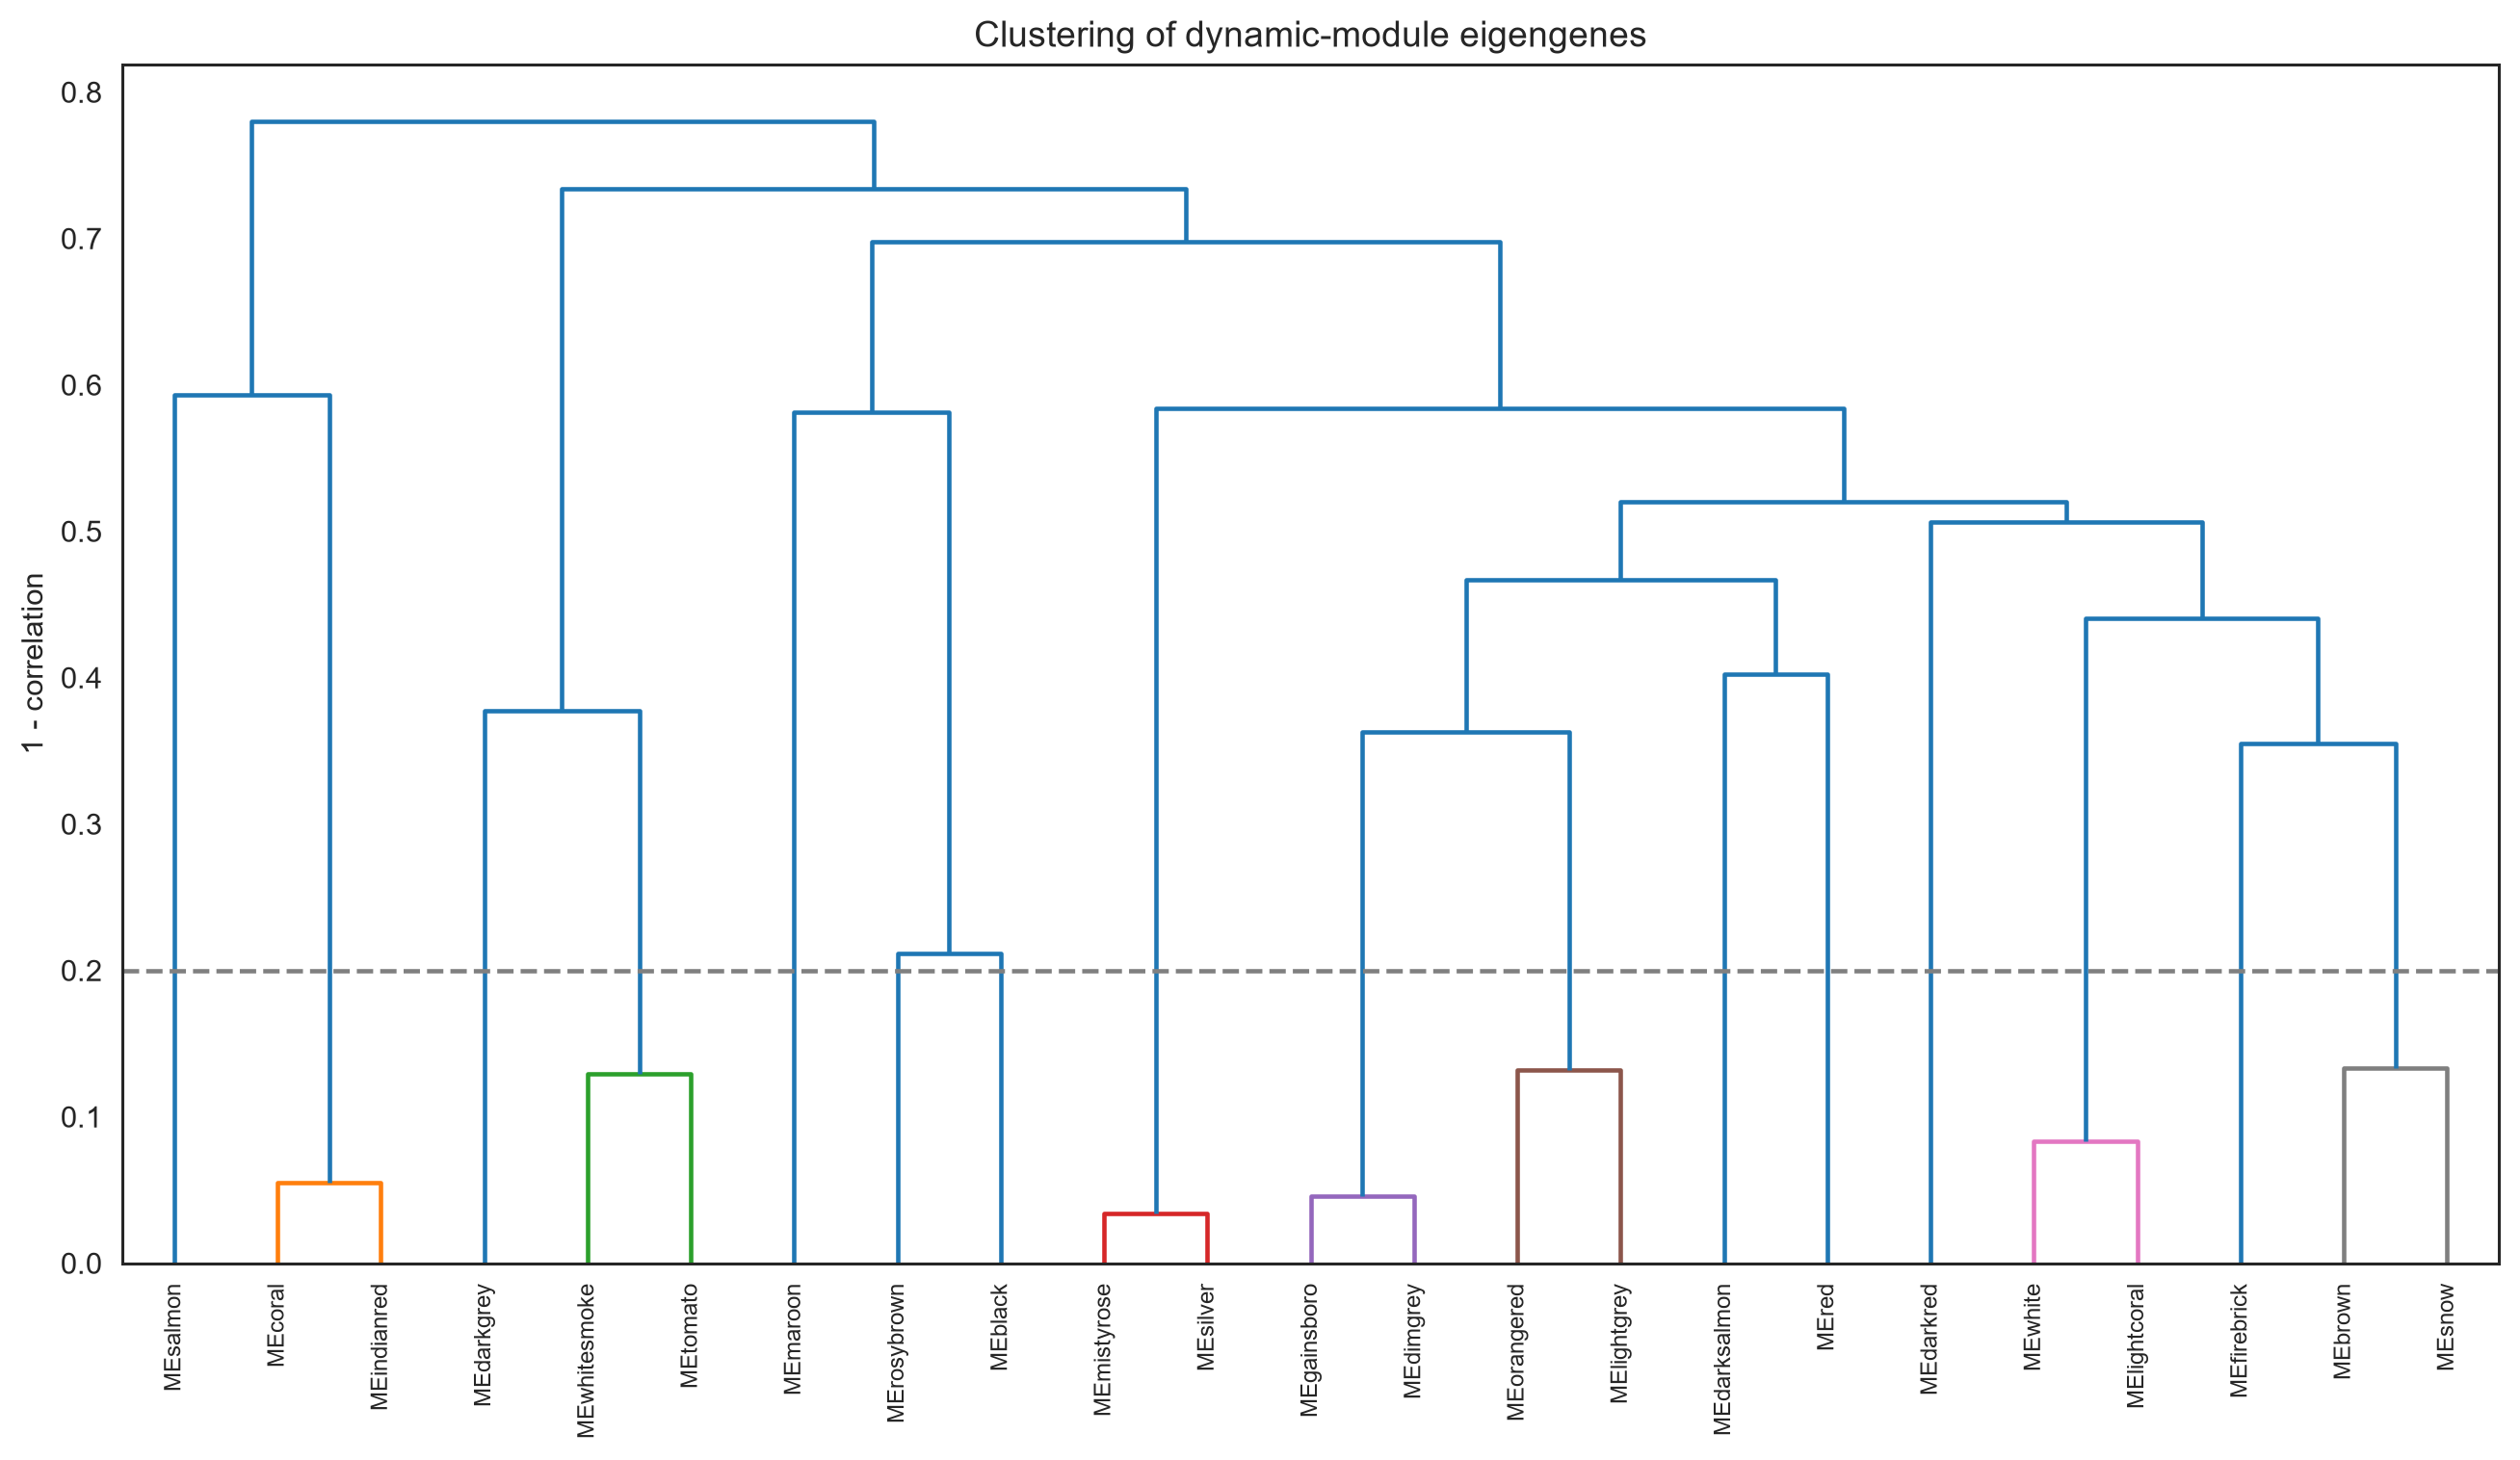 Clustering of dynamic-module eigengenes
1 - correlation
0.8
0.7
0.6
0.5
0.4
0.3
0.2
0.1
0.0
MEsalmon
MEcoral
MEindianred
MEdarkgrey
MEwhitesmoke
MEtomato
MEmaroon
MErosybrown
MEblack
MEmistyrose
MEsilver
MEgainsboro
MEdimgrey
MEorangered
MElightgrey
MEdarksalmon
MEred
MEdarkred
MEwhite
MElightcoral
MEfirebrick
MEbrown
MEsnow